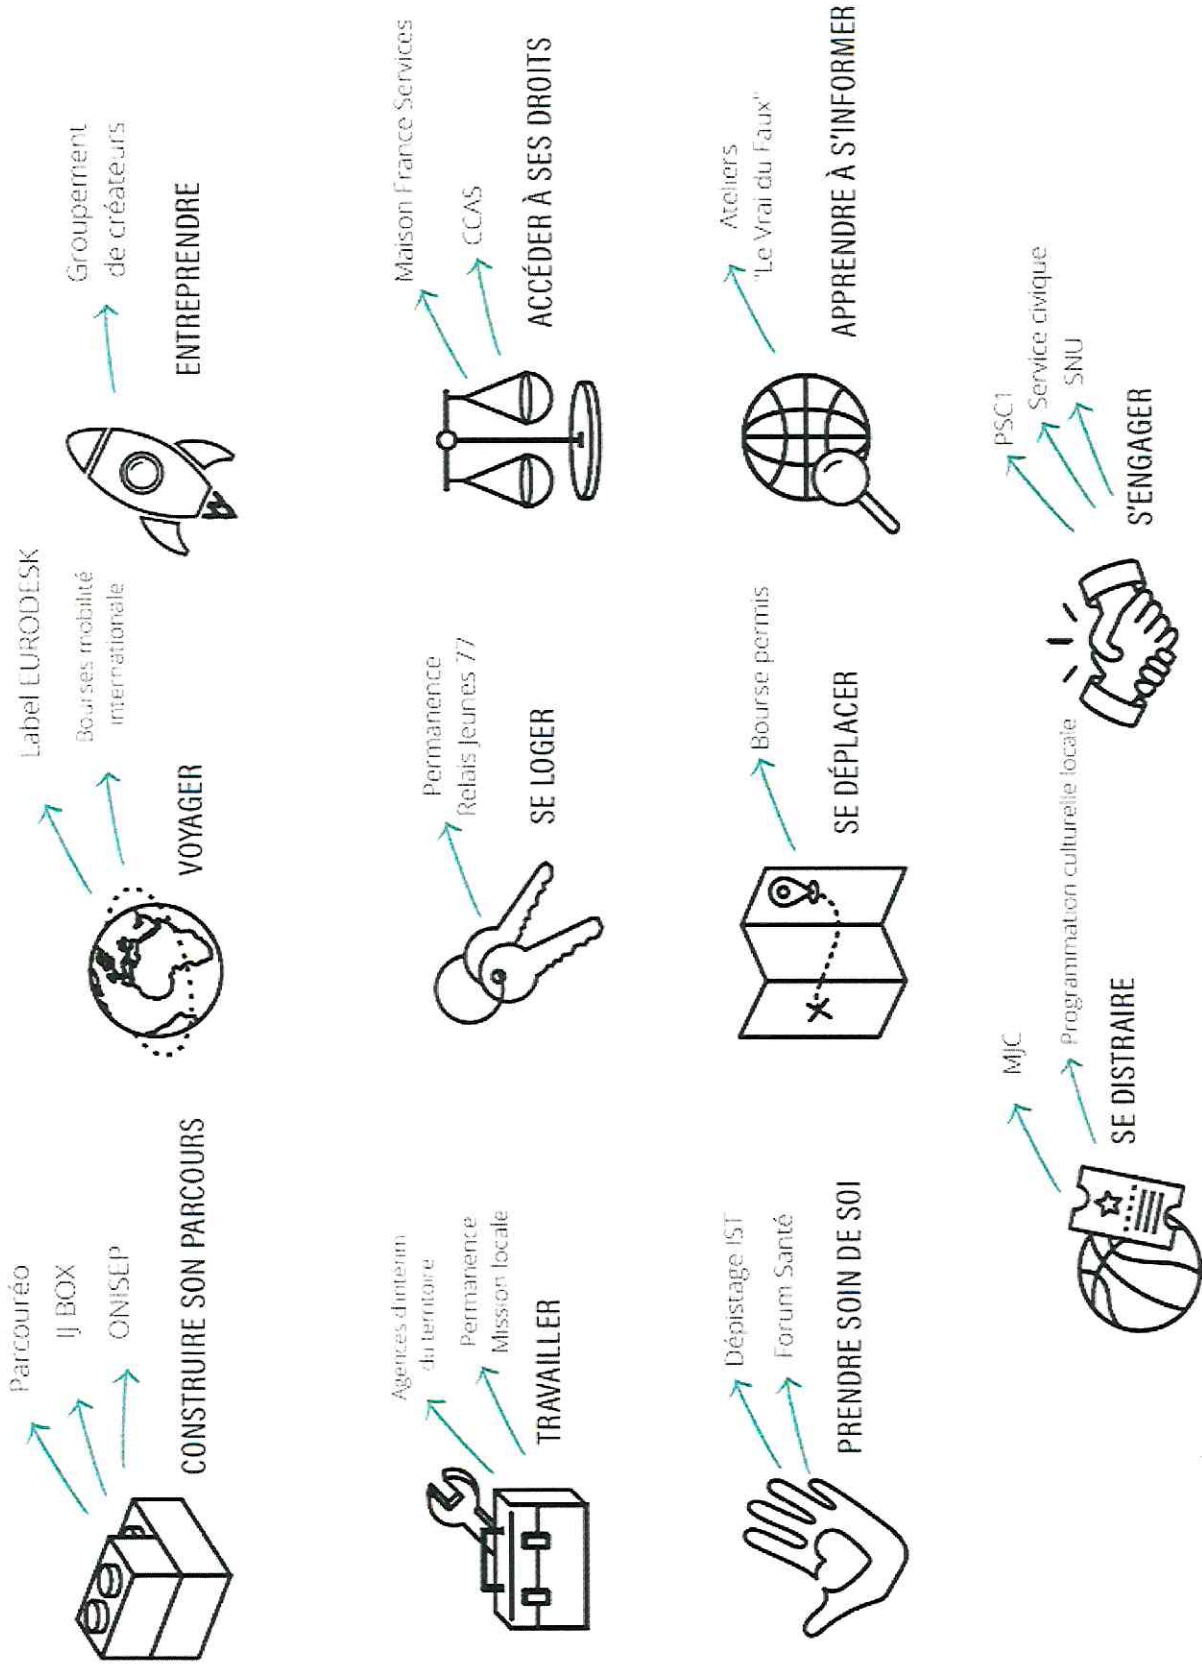 Parcouréo
IJ BOX
ONISEP
CONSTRUIRE SON PARCOURS
Label EURODESK
Bourses mobilité
internationale
VOYAGER
Groupement
de créateurs
ENTREPRENDRE
Agences d'interim
du territoire
Permanence
Mission locale
TRAVAILLER
Permanence
Relais Jeunes 77
SE LOGER
Maison France Services
CCAS
ACCÉDER À SES DROITS
Dépistage IST
Forum Santé
PRENDRE SOIN DE SOI
Bourse permis
SE DÉPLACER
Ateliers
"Le Vrai du Faux"
APPRENDRE À S'INFORMER
MJC
Programmation culturelle locale
SE DISTRAIRE
PSC1
Service civique
SNU
S'ENGAGER